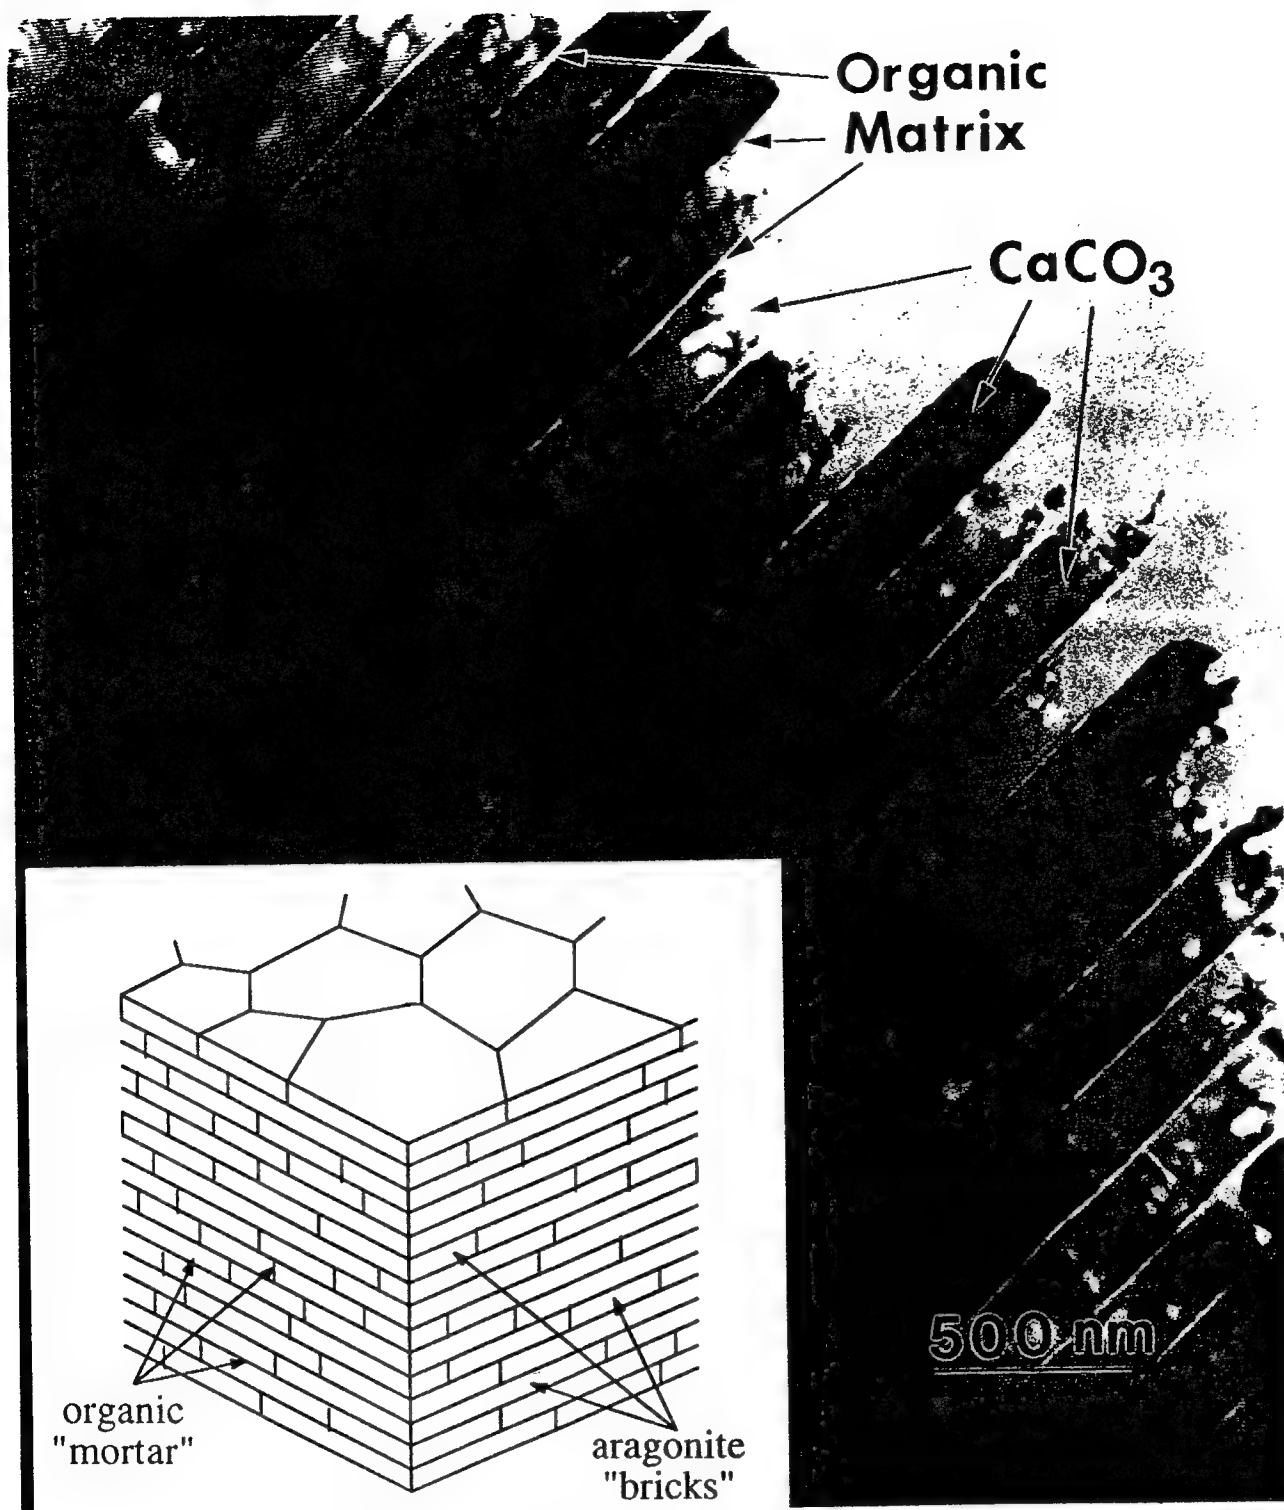 Organic
Matrix
CaCO₃
500 nm
organic
"mortar"
aragonite
"bricks"